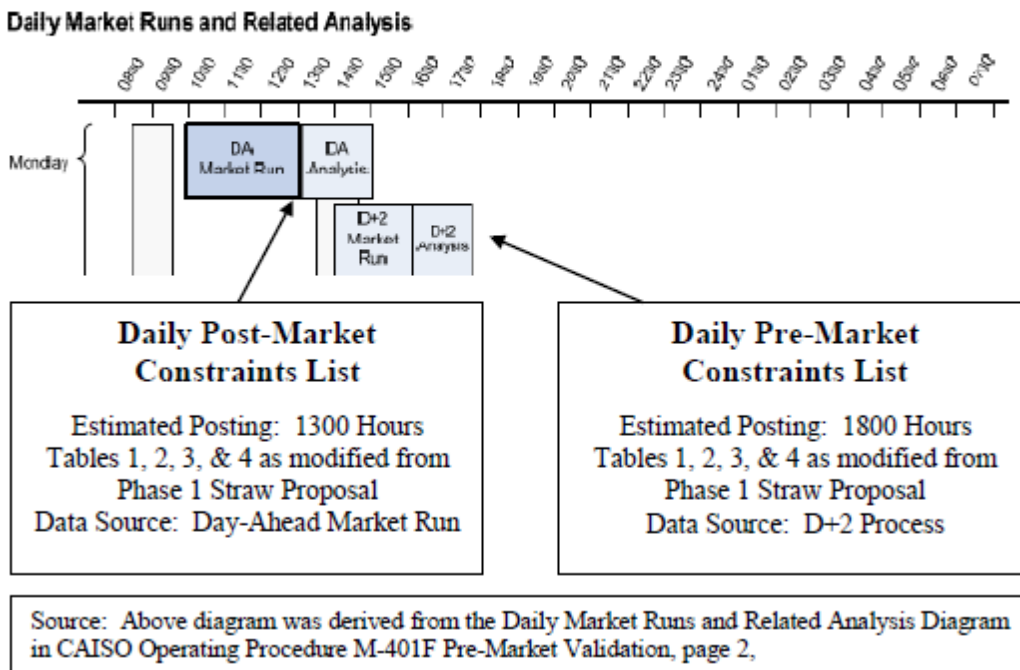 Daily Market Runs and Related Analysis
0800 0900 1000 1100 1200 1300 1400 1500 1600 1700 1800 1900 2000 2100 2200 2300 2400 0100 0200 0300 0400 0500 0600 0700
Monday
DA
Market Run
DA
Analysis
D+2
Market
Run
D+2
Analysis
Daily Post-Market
Constraints List
Estimated Posting: 1300 Hours
Tables 1, 2, 3, & 4 as modified from
Phase 1 Straw Proposal
Data Source: Day-Ahead Market Run
Daily Pre-Market
Constraints List
Estimated Posting: 1800 Hours
Tables 1, 2, 3, & 4 as modified from
Phase 1 Straw Proposal
Data Source: D+2 Process
Source: Above diagram was derived from the Daily Market Runs and Related Analysis Diagram
in CAISO Operating Procedure M-401F Pre-Market Validation, page 2,